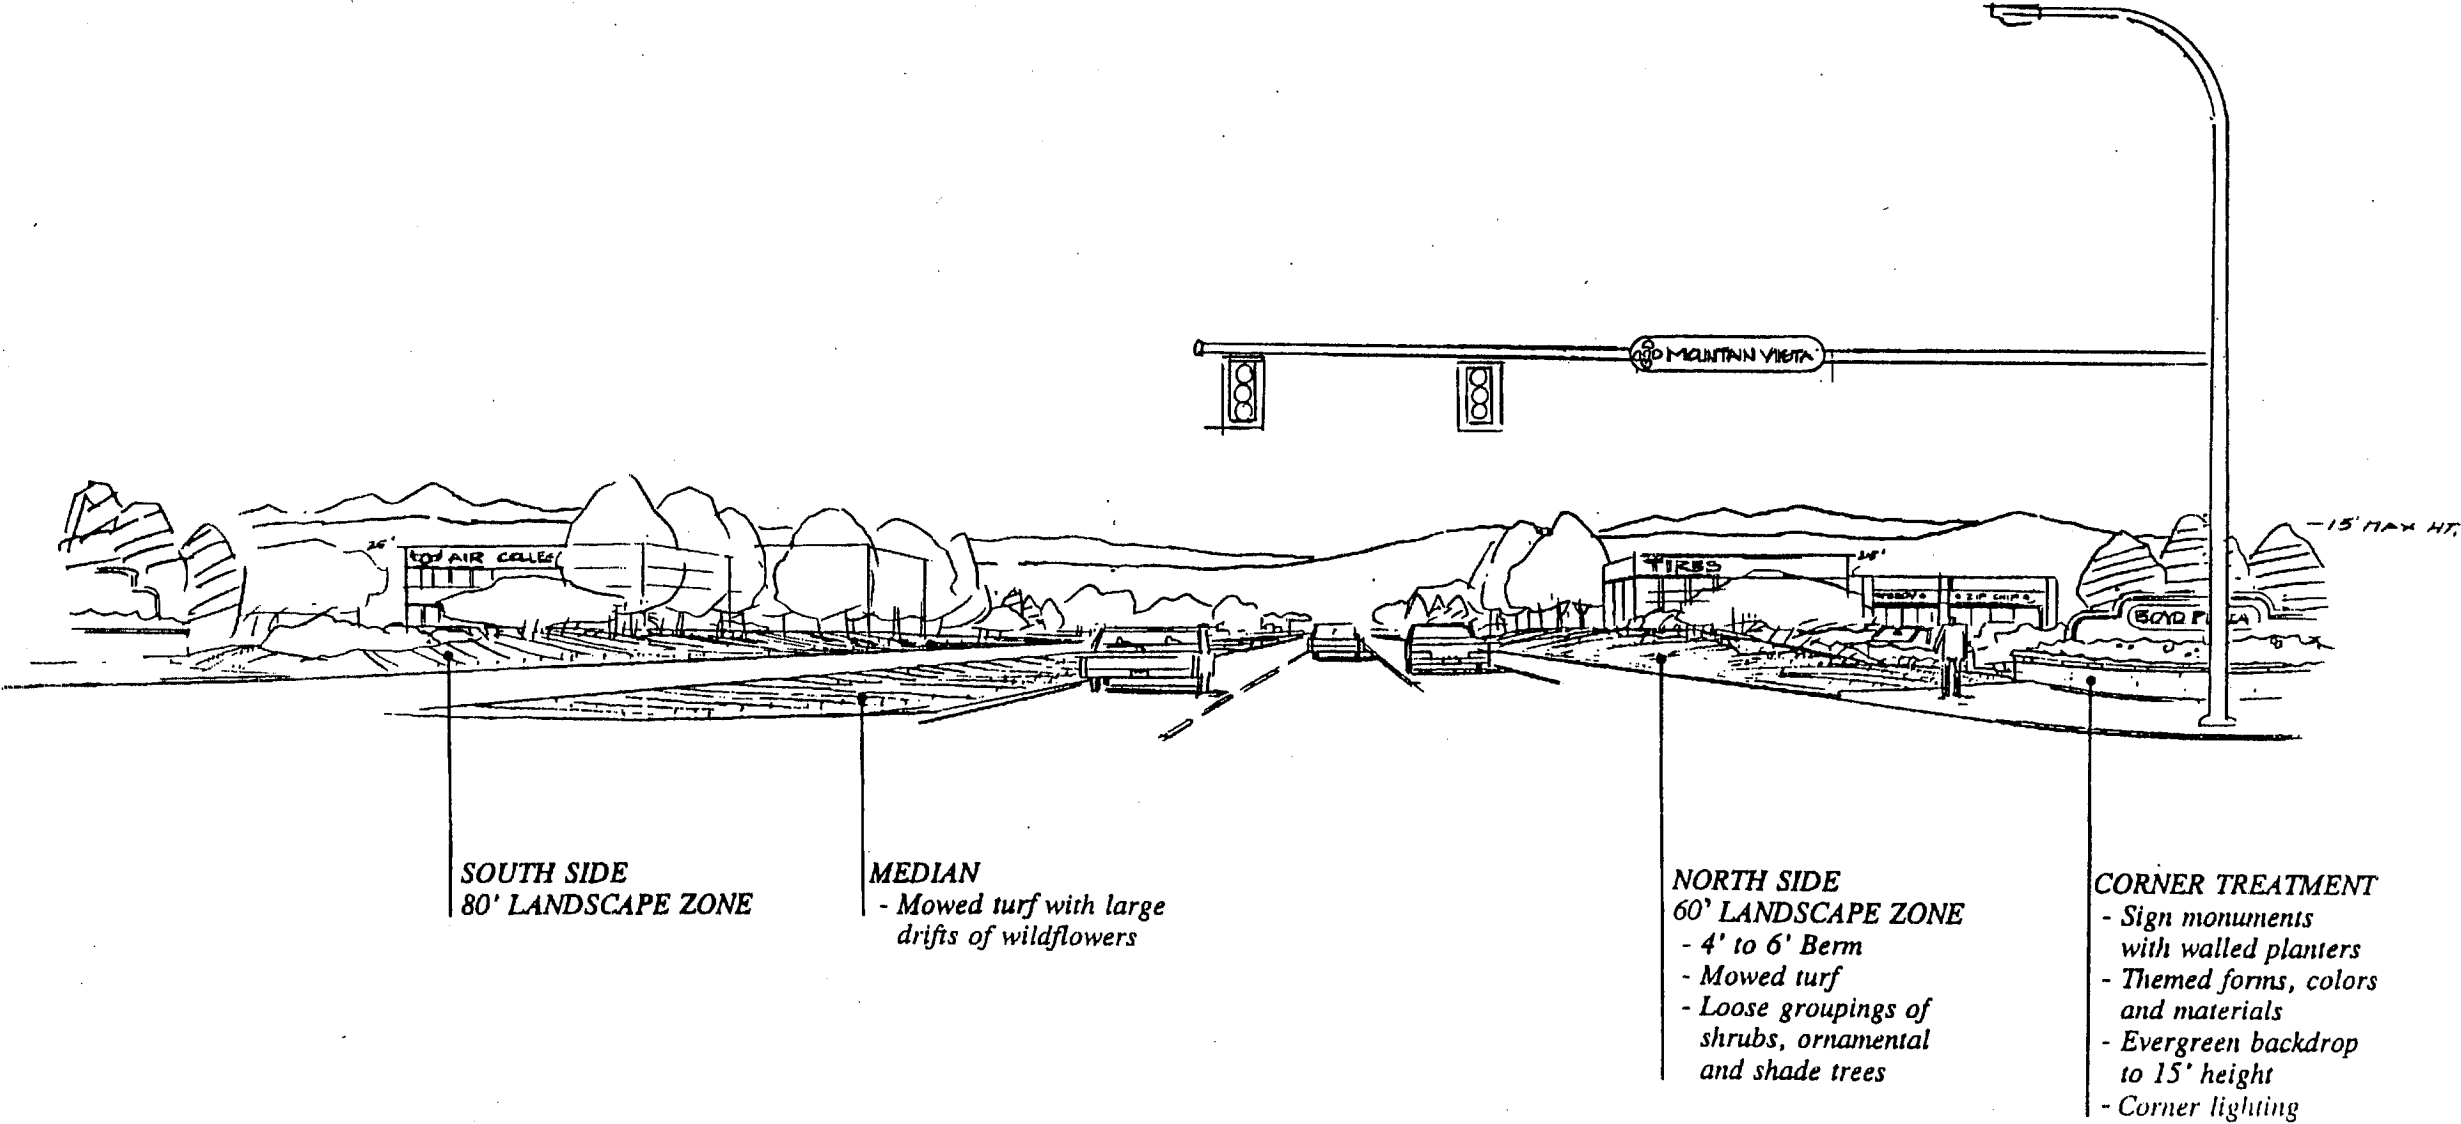 MOUNTAIN VISTA
15' MAX HT.
26'
AIR COLLEG
TIRES
ZIP CHIP
BOYD PLAZA
SOUTH SIDE
80' LANDSCAPE ZONE
MEDIAN
- Mowed turf with large
drifts of wildflowers
NORTH SIDE
60' LANDSCAPE ZONE
- 4' to 6' Berm
- Mowed turf
- Loose groupings of
shrubs, ornamental
and shade trees
CORNER TREATMENT
- Sign monuments
with walled planters
- Themed forms, colors
and materials
- Evergreen backdrop
to 15' height
- Corner lighting